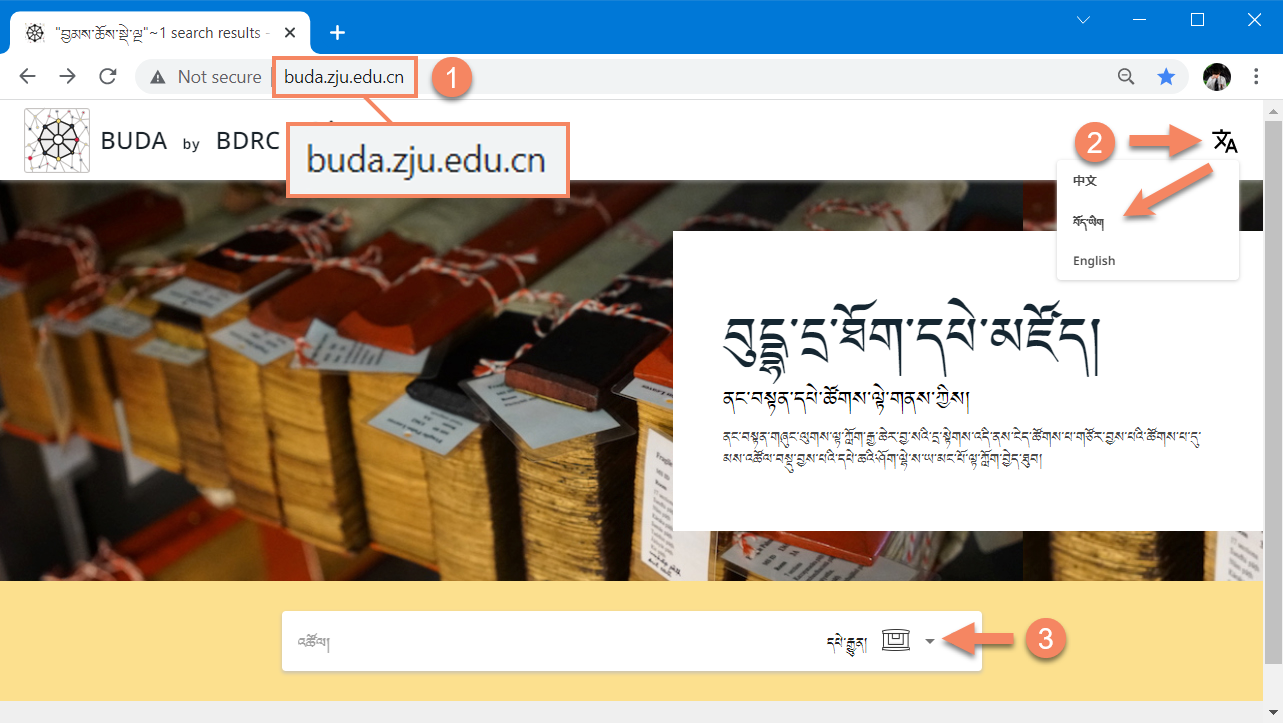 "བྱམས་ཆོས་སྡེ་ལྔ"~1 search results -
Not secure
buda.zju.edu.cn
1
buda.zju.edu.cn
BUDA by BDRC
2
中文
བོད་ཡིག
English
བུདྡྷ་དྲ་ཐོག་དཔེ་མཛོད།
ནང་བསྟན་དཔེ་ཚོགས་ལྟེ་གནས་ཀྱིས།
ནང་བསྟན་གཞུང་ལུགས་ལྟ་ཀློག་རྒྱ་ཆེར་བྱ་སའི་དྲ་སྟེགས་འདི་ནས་ངེད་ཚོགས་པ་གཙོར་བྱས་པའི་ཚོགས་པ་དུ་
མས་འཚོལ་བསྡུ་བྱས་པའི་དཔེ་ཆའི་ཤོག་ལྷེ་ས་ཡ་མང་པོ་ལྟ་ཀློག་བྱེད་ཐུབ།
འཚོལ།
དཔེ་རྒྱུན།
3